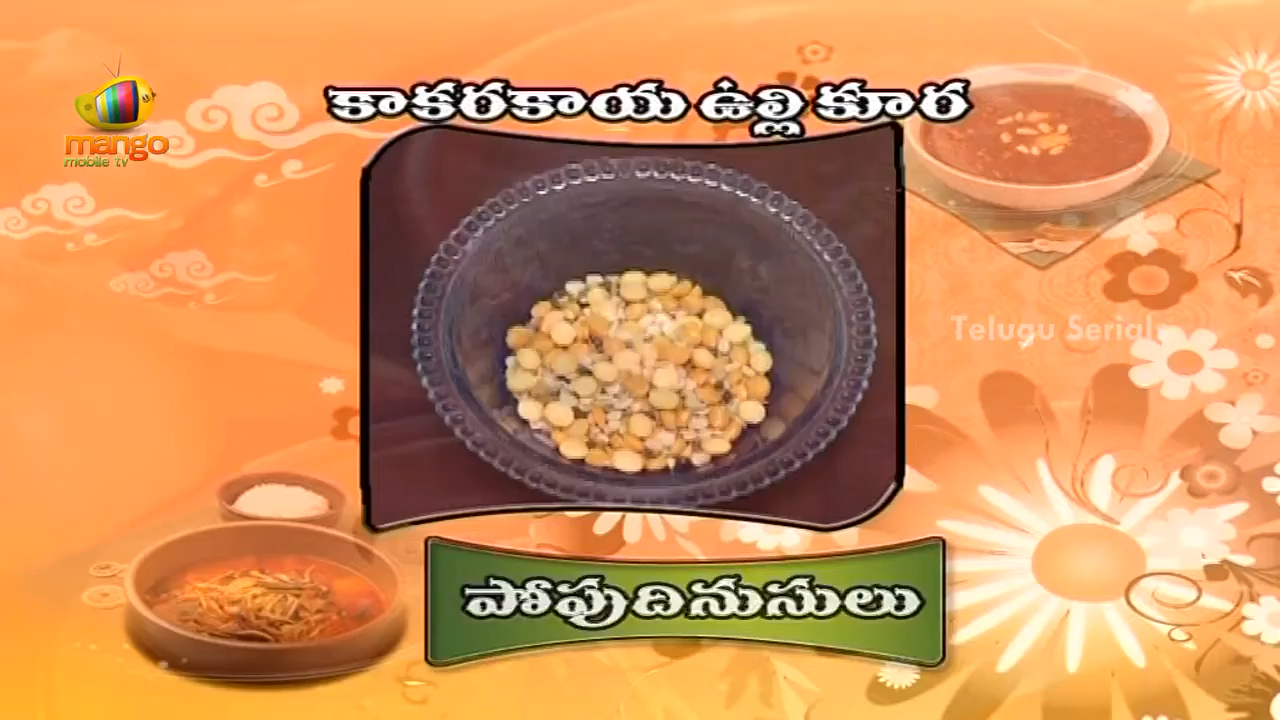 కాకరకాయ ఉల్లి కూర
mango
mobile tv
Telugu Serials
పోపుదినుసులు